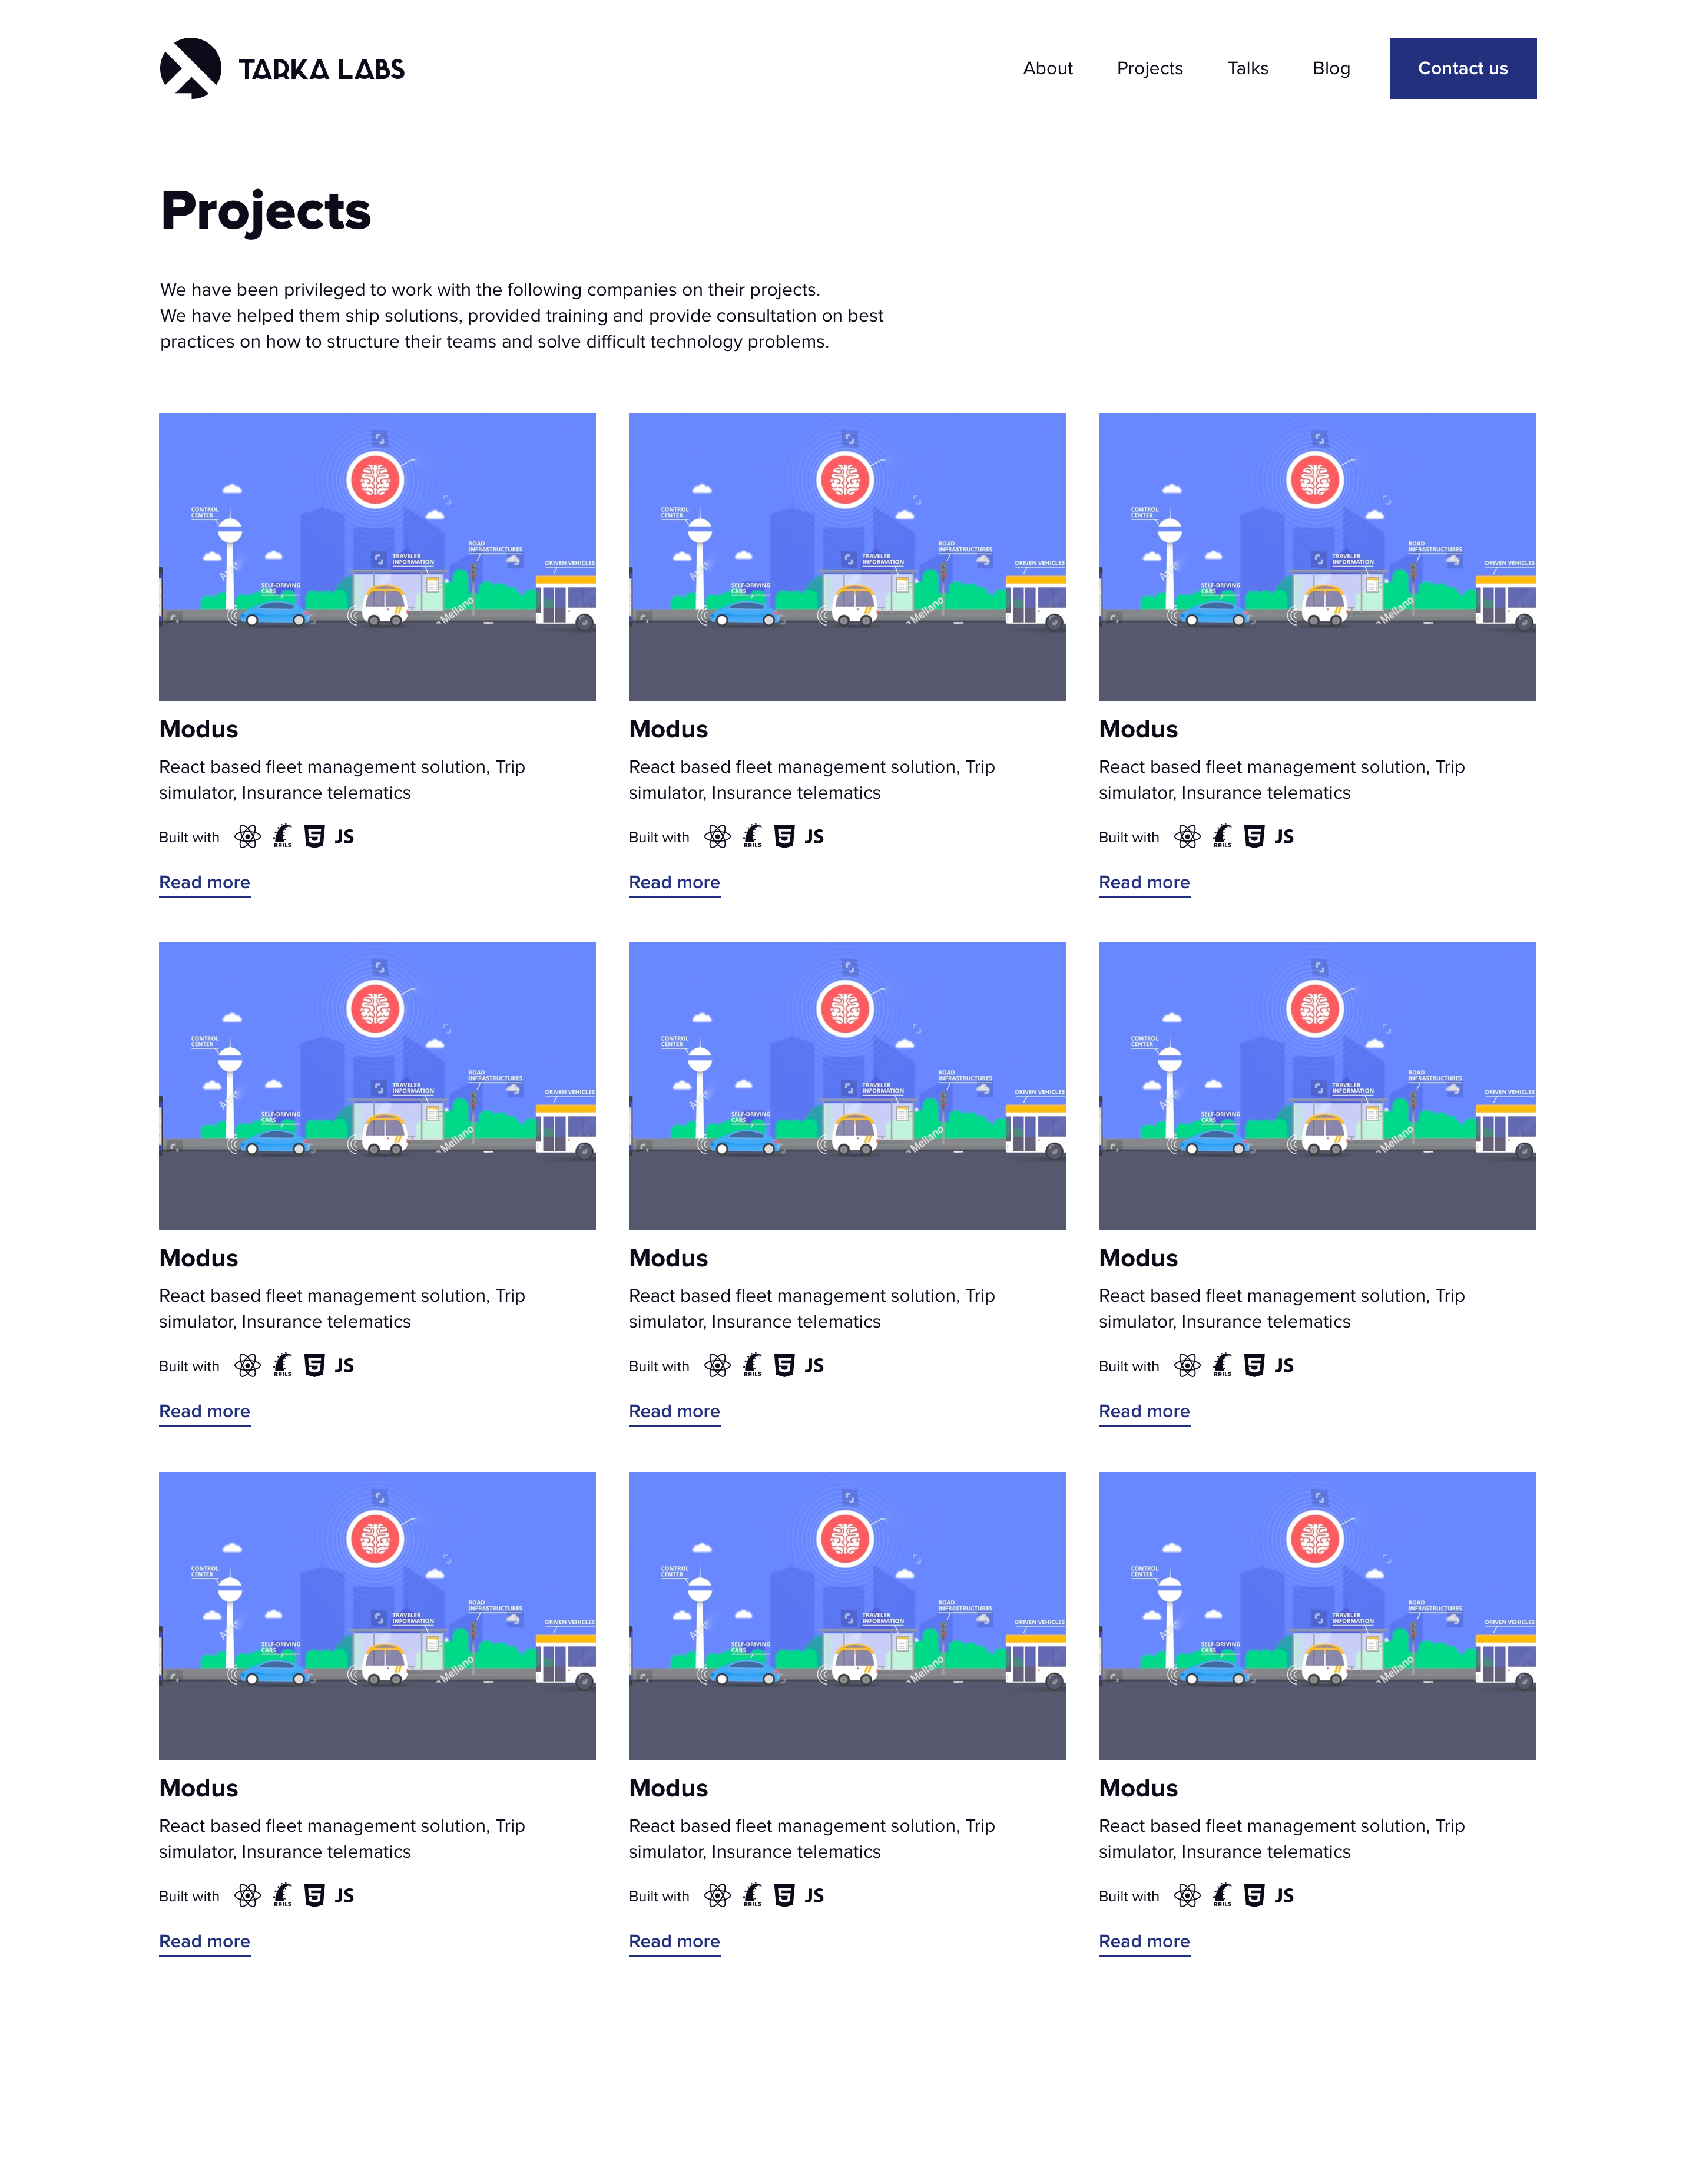 TARKA LABS
About Projects Talks Blog Contact us
Projects
We have been privileged to work with the following companies on their projects.
We have helped them ship solutions, provided training and provide consultation on best
practices on how to structure their teams and solve difficult technology problems.
CONTROL
CENTER
ROAD
INFRASTRUCTURES
TRAVELER
INFORMATION
DRIVEN VEHICLES
SELF-DRIVING
CARS
Mellano
CONTROL
CENTER
ROAD
INFRASTRUCTURES
TRAVELER
INFORMATION
DRIVEN VEHICLES
SELF-DRIVING
CARS
Mellano
CONTROL
CENTER
ROAD
INFRASTRUCTURES
TRAVELER
INFORMATION
DRIVEN VEHICLES
SELF-DRIVING
CARS
Mellano
Modus
React based fleet management solution, Trip
simulator, Insurance telematics
Built with RAILS 5 JS
Read more
Modus
React based fleet management solution, Trip
simulator, Insurance telematics
Built with RAILS 5 JS
Read more
Modus
React based fleet management solution, Trip
simulator, Insurance telematics
Built with RAILS 5 JS
Read more
CONTROL
CENTER
ROAD
INFRASTRUCTURES
TRAVELER
INFORMATION
DRIVEN VEHICLES
SELF-DRIVING
CARS
Mellano
CONTROL
CENTER
ROAD
INFRASTRUCTURES
TRAVELER
INFORMATION
DRIVEN VEHICLES
SELF-DRIVING
CARS
Mellano
CONTROL
CENTER
ROAD
INFRASTRUCTURES
TRAVELER
INFORMATION
DRIVEN VEHICLES
SELF-DRIVING
CARS
Mellano
Modus
React based fleet management solution, Trip
simulator, Insurance telematics
Built with RAILS 5 JS
Read more
Modus
React based fleet management solution, Trip
simulator, Insurance telematics
Built with RAILS 5 JS
Read more
Modus
React based fleet management solution, Trip
simulator, Insurance telematics
Built with RAILS 5 JS
Read more
CONTROL
CENTER
ROAD
INFRASTRUCTURES
TRAVELER
INFORMATION
DRIVEN VEHICLES
SELF-DRIVING
CARS
Mellano
CONTROL
CENTER
ROAD
INFRASTRUCTURES
TRAVELER
INFORMATION
DRIVEN VEHICLES
SELF-DRIVING
CARS
Mellano
CONTROL
CENTER
ROAD
INFRASTRUCTURES
TRAVELER
INFORMATION
DRIVEN VEHICLES
SELF-DRIVING
CARS
Mellano
Modus
React based fleet management solution, Trip
simulator, Insurance telematics
Built with RAILS 5 JS
Read more
Modus
React based fleet management solution, Trip
simulator, Insurance telematics
Built with RAILS 5 JS
Read more
Modus
React based fleet management solution, Trip
simulator, Insurance telematics
Built with RAILS 5 JS
Read more